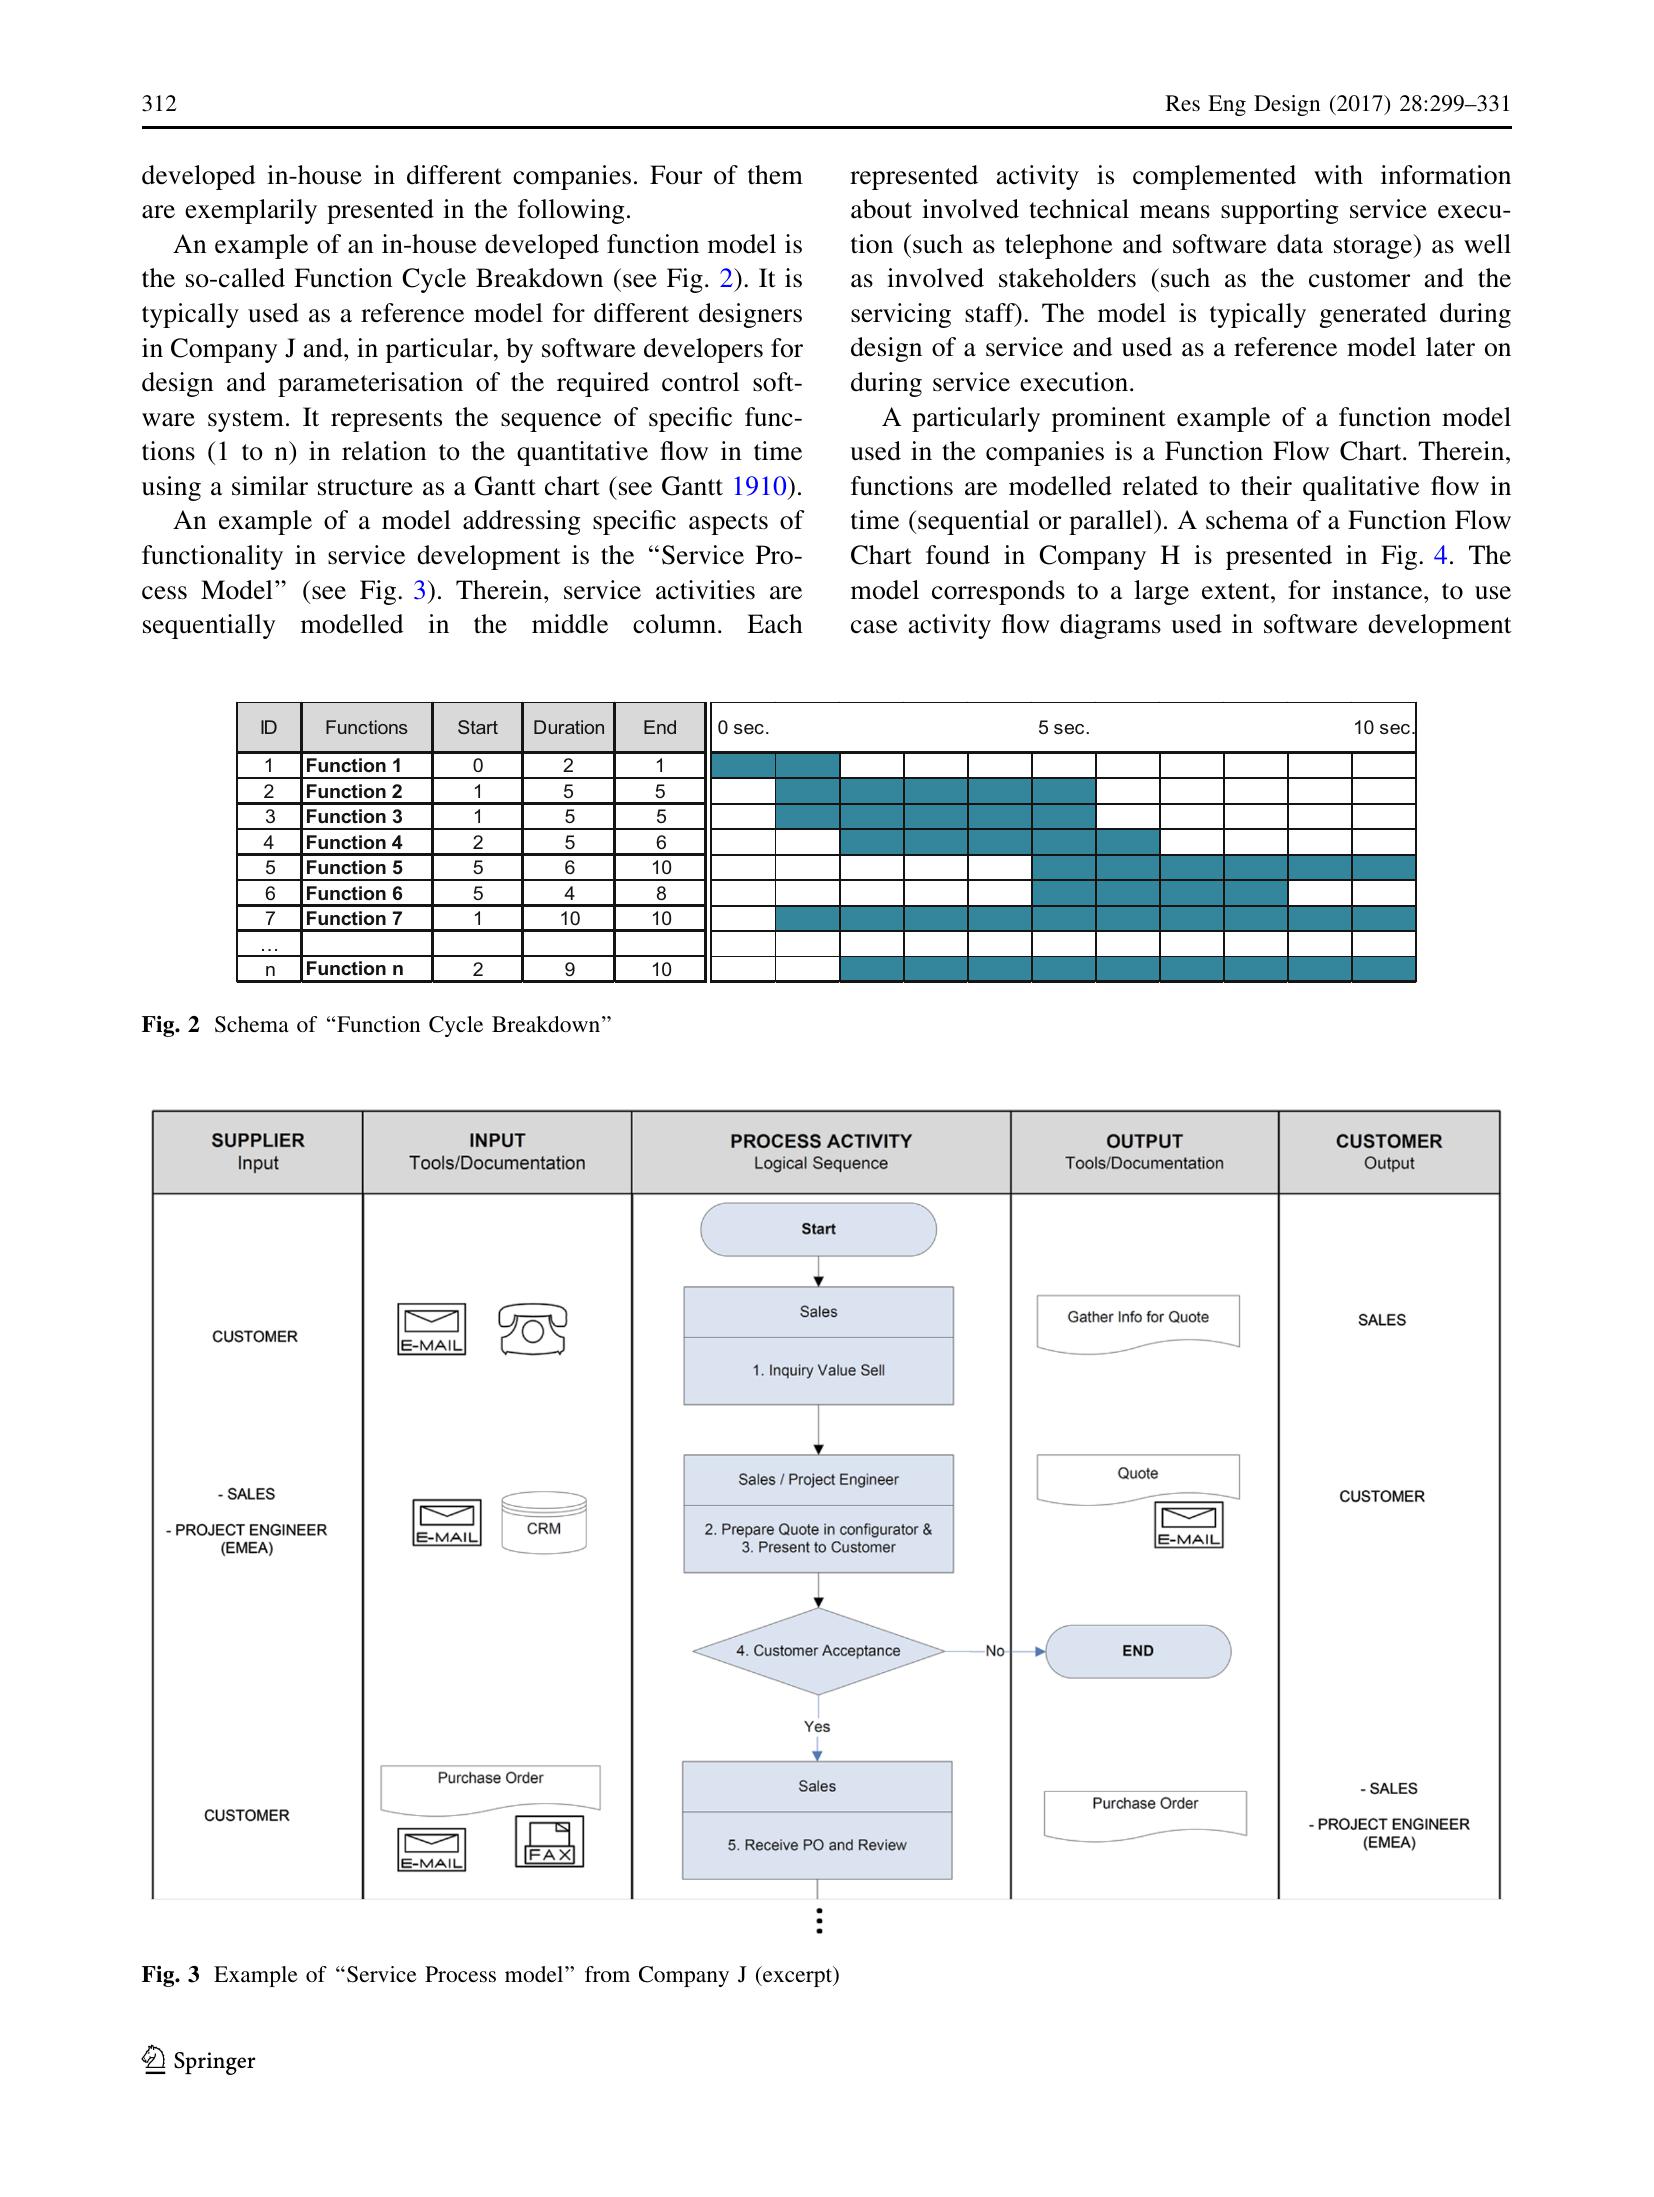 312
Res Eng Design (2017) 28:299–331
developed in-house in different companies. Four of them
are exemplarily presented in the following.
An example of an in-house developed function model is
the so-called Function Cycle Breakdown (see Fig. 2). It is
typically used as a reference model for different designers
in Company J and, in particular, by software developers for
design and parameterisation of the required control soft-
ware system. It represents the sequence of specific func-
tions (1 to n) in relation to the quantitative flow in time
using a similar structure as a Gantt chart (see Gantt 1910).
An example of a model addressing specific aspects of
functionality in service development is the “Service Pro-
cess Model” (see Fig. 3). Therein, service activities are
sequentially modelled in the middle column. Each
represented activity is complemented with information
about involved technical means supporting service execu-
tion (such as telephone and software data storage) as well
as involved stakeholders (such as the customer and the
servicing staff). The model is typically generated during
design of a service and used as a reference model later on
during service execution.
A particularly prominent example of a function model
used in the companies is a Function Flow Chart. Therein,
functions are modelled related to their qualitative flow in
time (sequential or parallel). A schema of a Function Flow
Chart found in Company H is presented in Fig. 4. The
model corresponds to a large extent, for instance, to use
case activity flow diagrams used in software development
ID Functions Start Duration End 0 sec. 5 sec. 10 sec.
1 Function 1 0 2 1
2 Function 2 1 5 5
3 Function 3 1 5 5
4 Function 4 2 5 6
5 Function 5 5 6 10
6 Function 6 5 4 8
7 Function 7 1 10 10
…
n Function n 2 9 10
Fig. 2 Schema of “Function Cycle Breakdown”
SUPPLIER INPUT PROCESS ACTIVITY OUTPUT CUSTOMER
Input Tools/Documentation Logical Sequence Tools/Documentation Output
Start
CUSTOMER
E-MAIL
Sales
1. Inquiry Value Sell
Gather Info for Quote
SALES
- SALES
- PROJECT ENGINEER
(EMEA)
E-MAIL
CRM
Sales / Project Engineer
2. Prepare Quote in configurator &
3. Present to Customer
Quote
E-MAIL
CUSTOMER
4. Customer Acceptance
No
END
Yes
CUSTOMER
Purchase Order
E-MAIL
FAX
Sales
5. Receive PO and Review
Purchase Order
- SALES
- PROJECT ENGINEER
(EMEA)
Fig. 3 Example of “Service Process model” from Company J (excerpt)
Springer